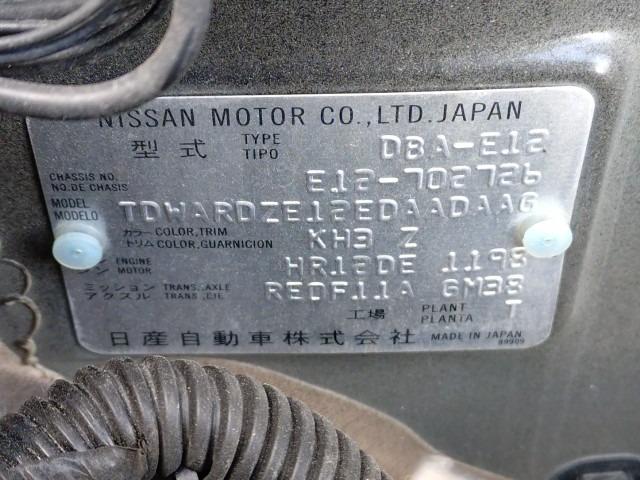 NISSAN MOTOR CO., LTD. JAPAN
型式 TYPE TIPO DBA-E12
CHASSIS NO. NO.DE CHASIS E12-702726
MODEL MODELO TDWARDZE12EDAADAAG
カラー COLOR,TRIM トリム COLOR,GUARNICION KH3 Z
ENGINE MOTOR HR12DE 1198
ミッション TRANS.,AXLE アクスル TRANS.,EJE RE0F11A GM38
工場 PLANT PLANTA T
日産自動車株式会社 MADE IN JAPAN
89909